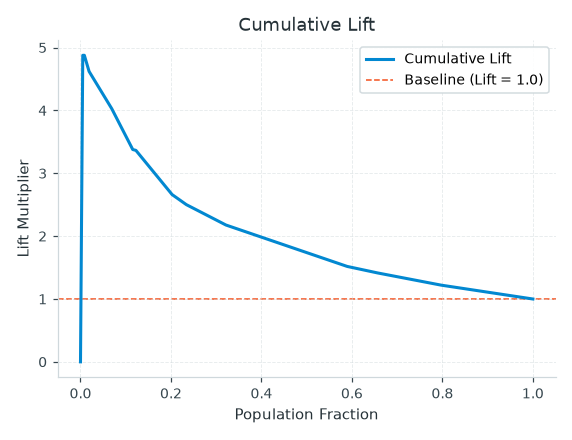 Cumulative Lift
Cumulative Lift
Baseline (Lift = 1.0)
Lift Multiplier
5
4
3
2
1
0
0.0 0.2 0.4 0.6 0.8 1.0
Population Fraction